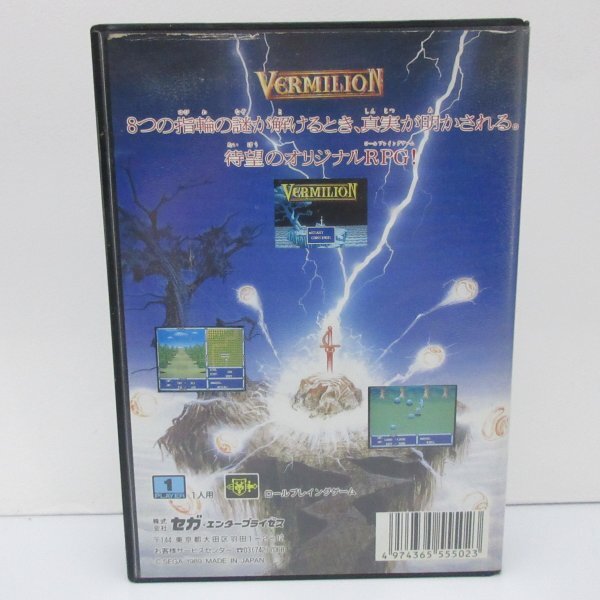 VERMILION
8つの指輪の謎が解けるとき、真実が明かされる。
待望のオリジナルRPG!
VERMILION
1
PLAYER
1人用
ロールプレイングゲーム
株式会社 セガ・エンタープライゼス
〒144 東京都大田区羽田1-2-12
お客様サービスセンター
© SEGA 1989 MADE IN JAPAN
4 974365 555023